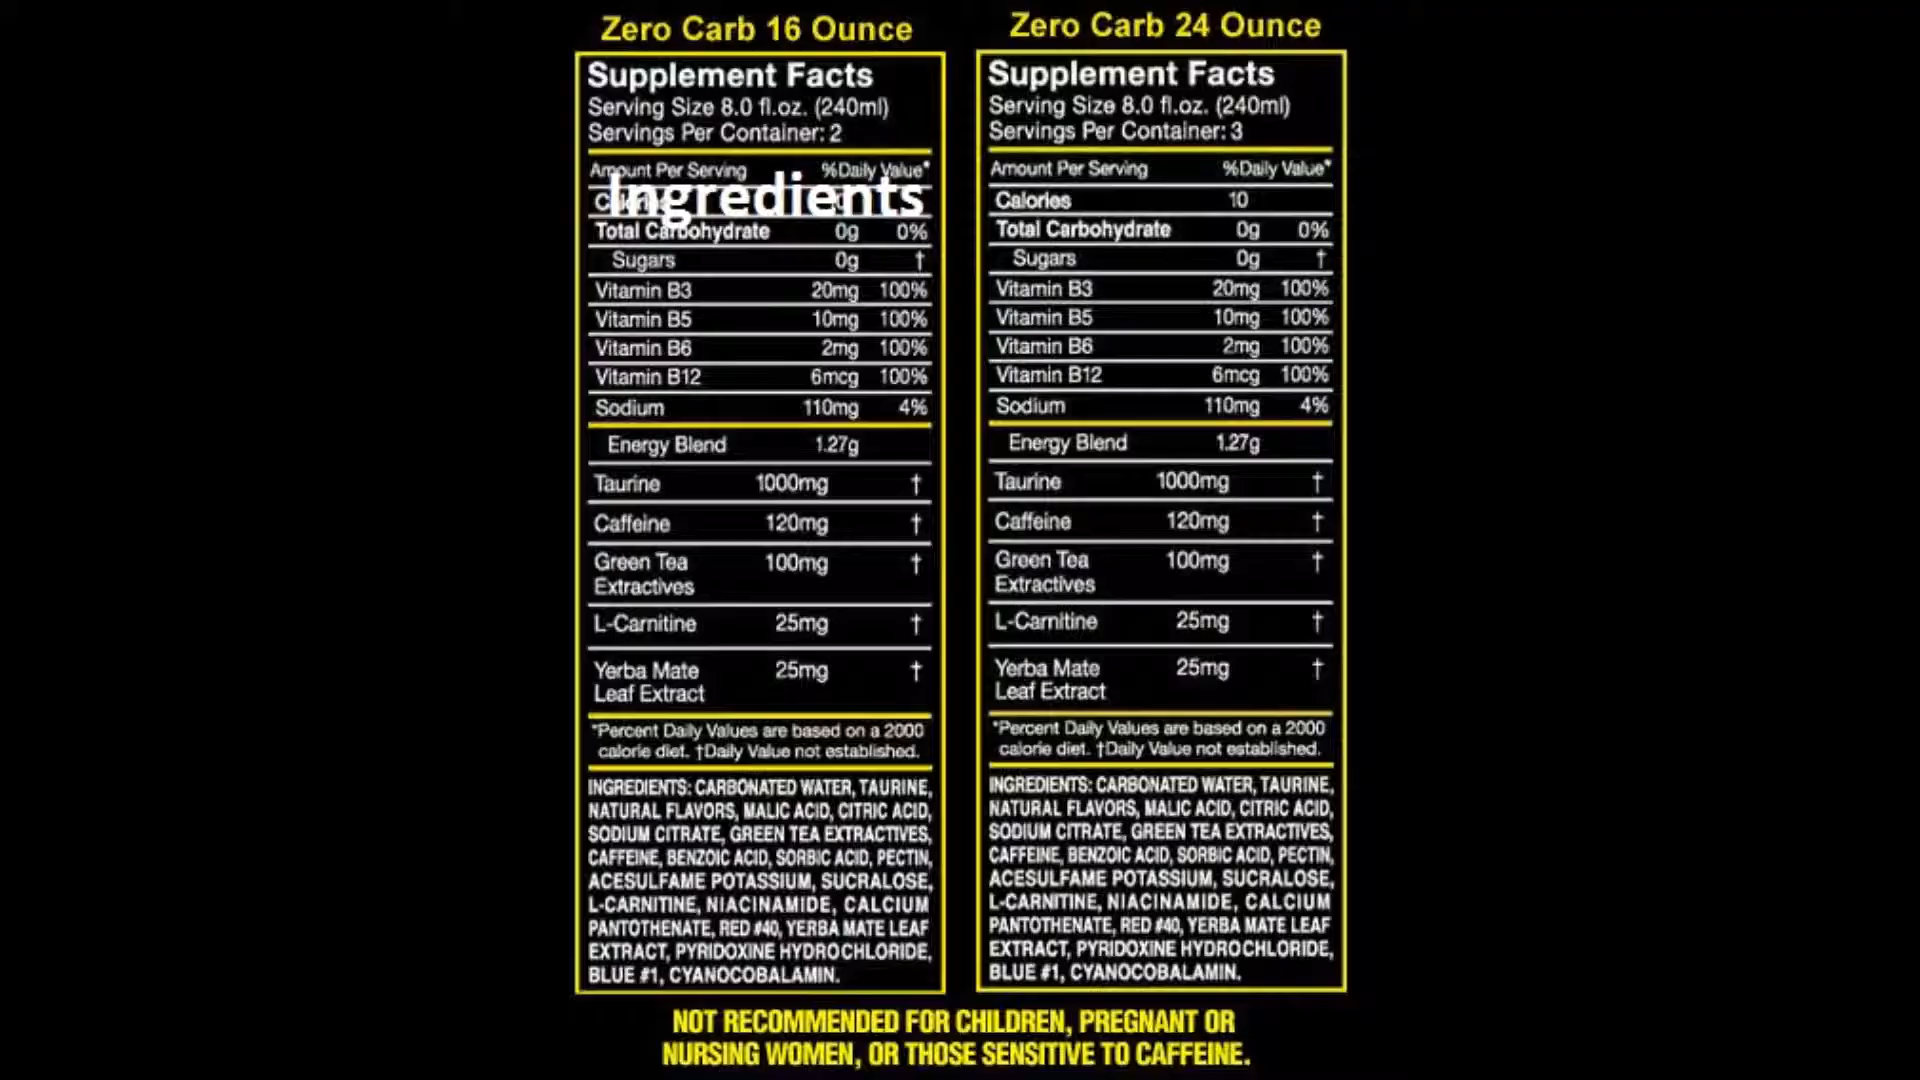 Zero Carb 16 Ounce
Supplement Facts
Serving Size 8.0 fl.oz. (240ml)
Servings Per Container: 2
Amount Per Serving %Daily Value*
Ingredients
Total Carbohydrate 0g 0%
Sugars 0g †
Vitamin B3 20mg 100%
Vitamin B5 10mg 100%
Vitamin B6 2mg 100%
Vitamin B12 6mcg 100%
Sodium 110mg 4%
Energy Blend 1.27g
Taurine 1000mg †
Caffeine 120mg †
Green Tea 100mg †
Extractives
L-Carnitine 25mg †
Yerba Mate 25mg †
Leaf Extract
*Percent Daily Values are based on a 2000
calorie diet. †Daily Value not established.
INGREDIENTS: CARBONATED WATER, TAURINE,
NATURAL FLAVORS, MALIC ACID, CITRIC ACID,
SODIUM CITRATE, GREEN TEA EXTRACTIVES,
CAFFEINE, BENZOIC ACID, SORBIC ACID, PECTIN,
ACESULFAME POTASSIUM, SUCRALOSE,
L-CARNITINE, NIACINAMIDE, CALCIUM
PANTOTHENATE, RED #40, YERBA MATE LEAF
EXTRACT, PYRIDOXINE HYDROCHLORIDE,
BLUE #1, CYANOCOBALAMIN.
Zero Carb 24 Ounce
Supplement Facts
Serving Size 8.0 fl.oz. (240ml)
Servings Per Container: 3
Amount Per Serving %Daily Value*
Calories 10
Total Carbohydrate 0g 0%
Sugars 0g †
Vitamin B3 20mg 100%
Vitamin B5 10mg 100%
Vitamin B6 2mg 100%
Vitamin B12 6mcg 100%
Sodium 110mg 4%
Energy Blend 1.27g
Taurine 1000mg †
Caffeine 120mg †
Green Tea 100mg †
Extractives
L-Carnitine 25mg †
Yerba Mate 25mg †
Leaf Extract
*Percent Daily Values are based on a 2000
calorie diet. †Daily Value not established.
INGREDIENTS: CARBONATED WATER, TAURINE,
NATURAL FLAVORS, MALIC ACID, CITRIC ACID,
SODIUM CITRATE, GREEN TEA EXTRACTIVES,
CAFFEINE, BENZOIC ACID, SORBIC ACID, PECTIN,
ACESULFAME POTASSIUM, SUCRALOSE,
L-CARNITINE, NIACINAMIDE, CALCIUM
PANTOTHENATE, RED #40, YERBA MATE LEAF
EXTRACT, PYRIDOXINE HYDROCHLORIDE,
BLUE #1, CYANOCOBALAMIN.
NOT RECOMMENDED FOR CHILDREN, PREGNANT OR
NURSING WOMEN, OR THOSE SENSITIVE TO CAFFEINE.